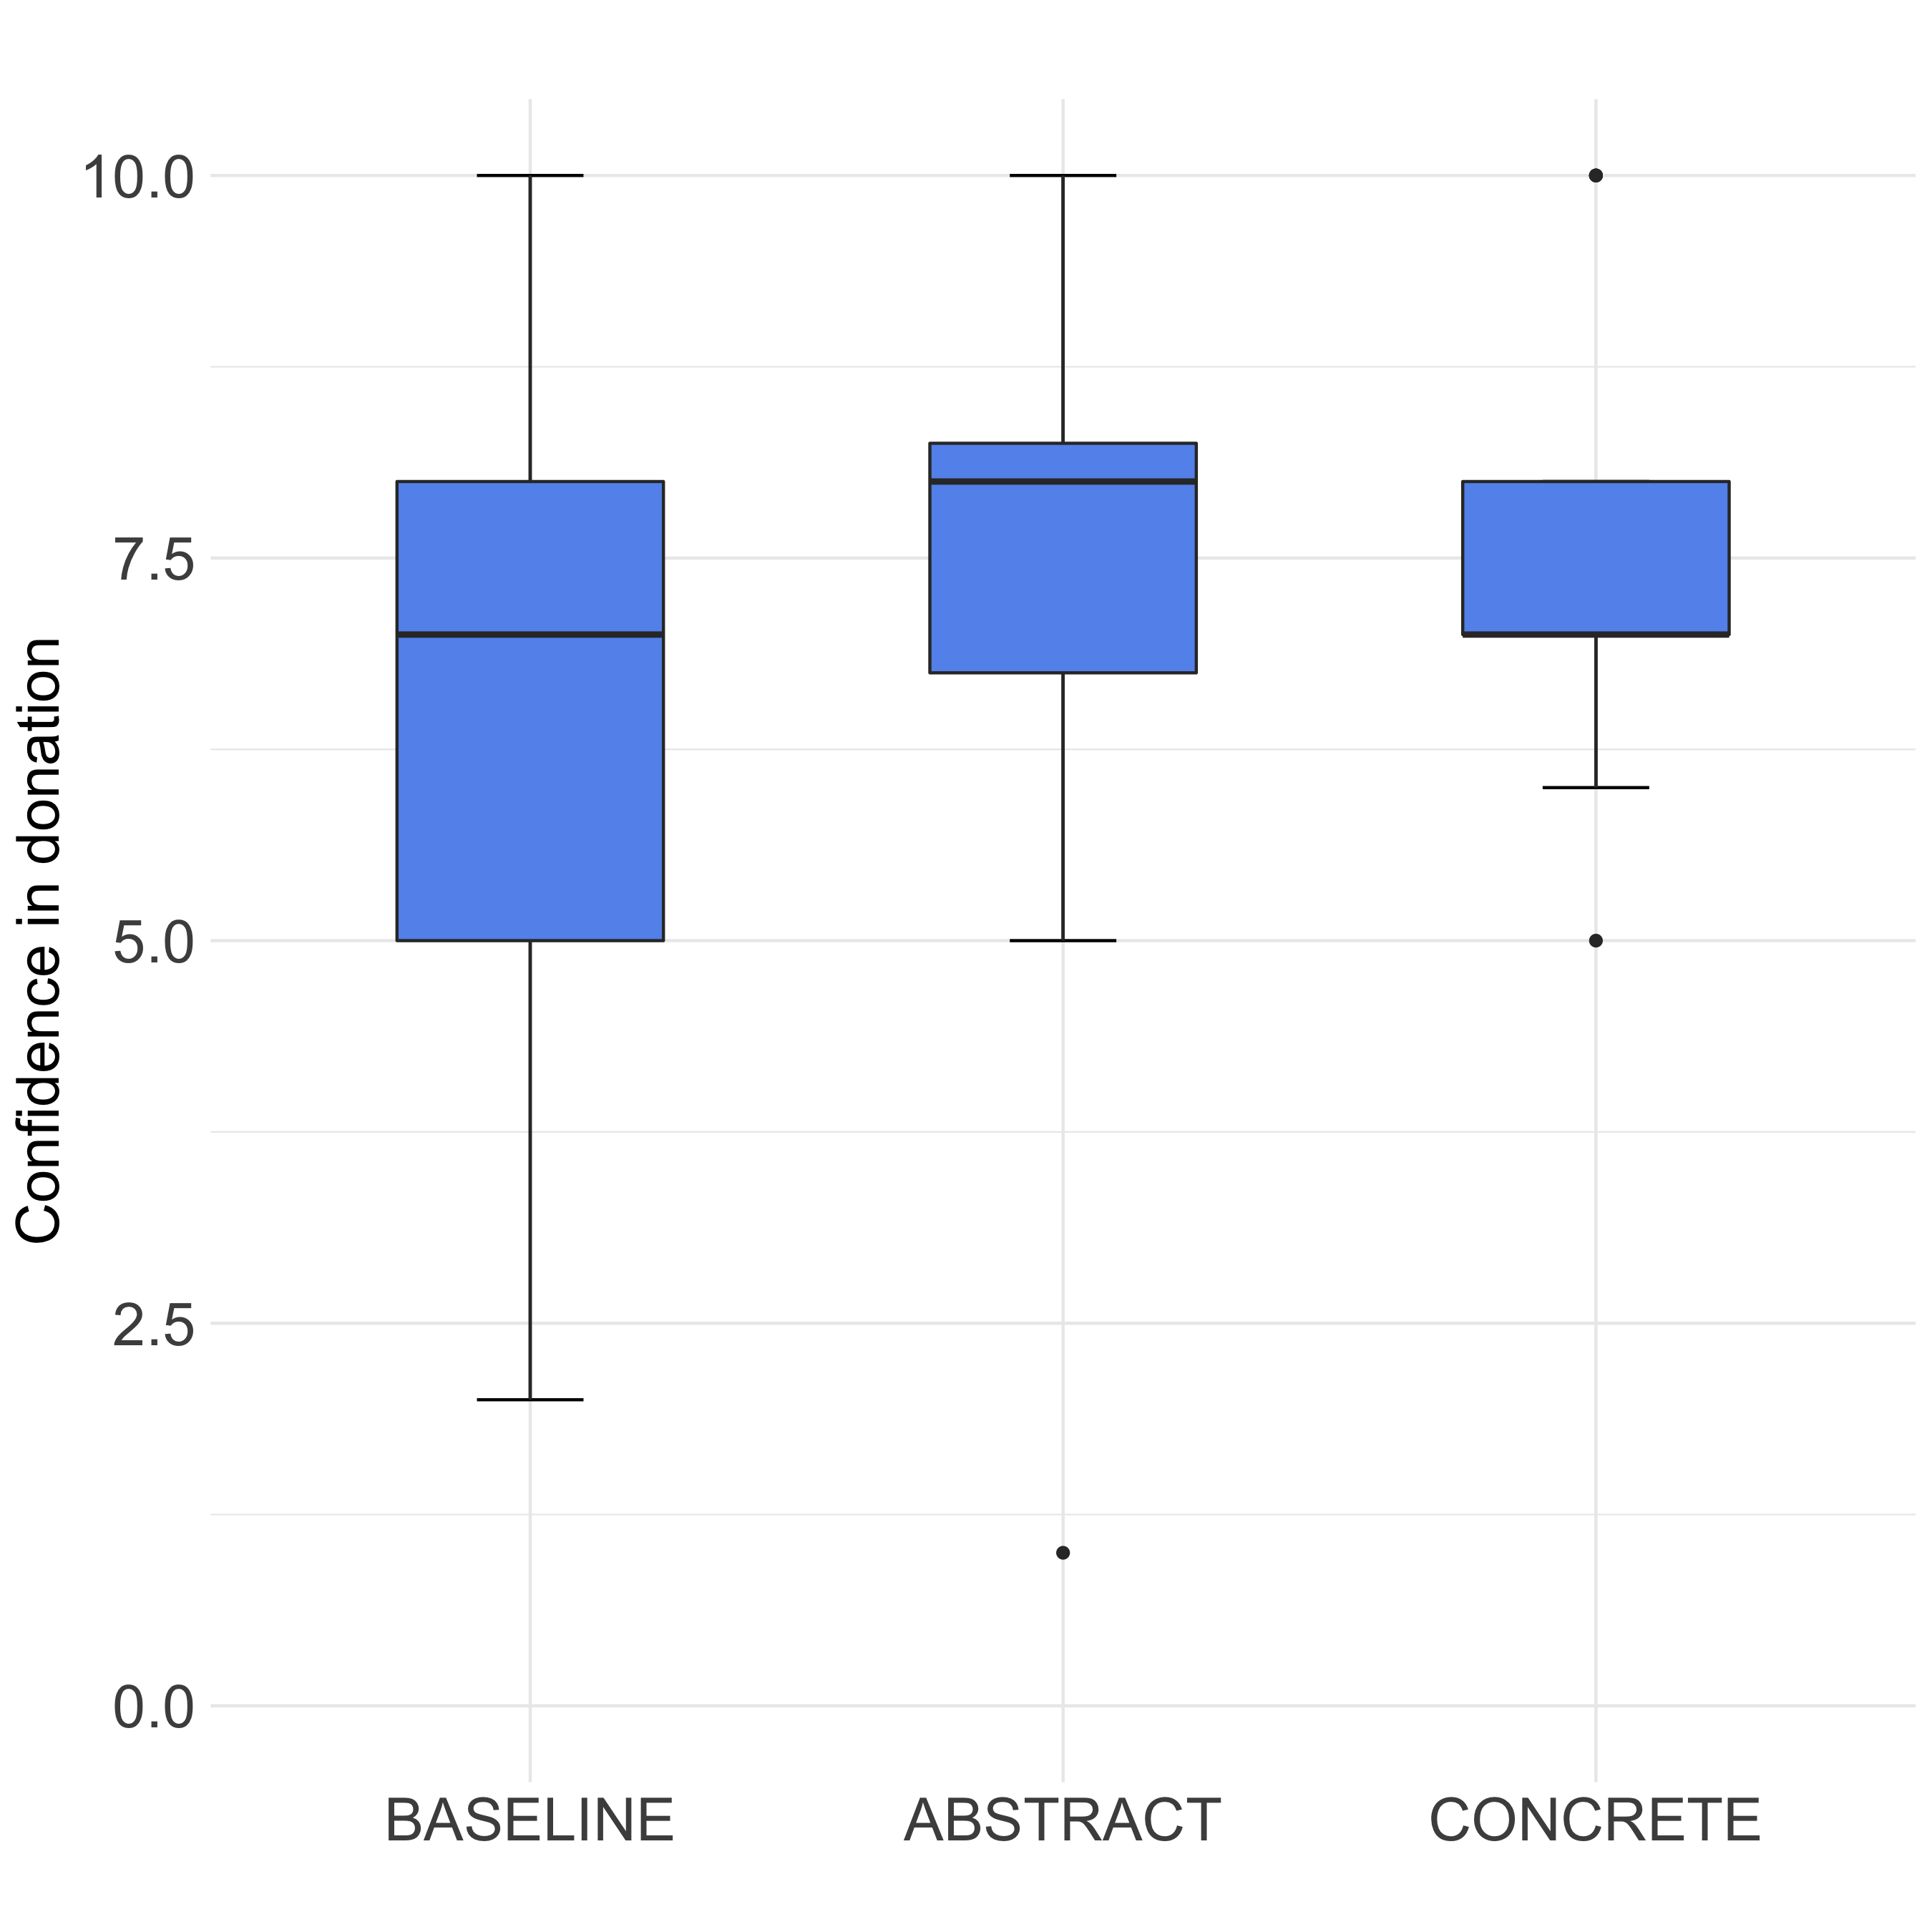 Confidence in donation
10.0
7.5
5.0
2.5
0.0
BASELINE ABSTRACT CONCRETE